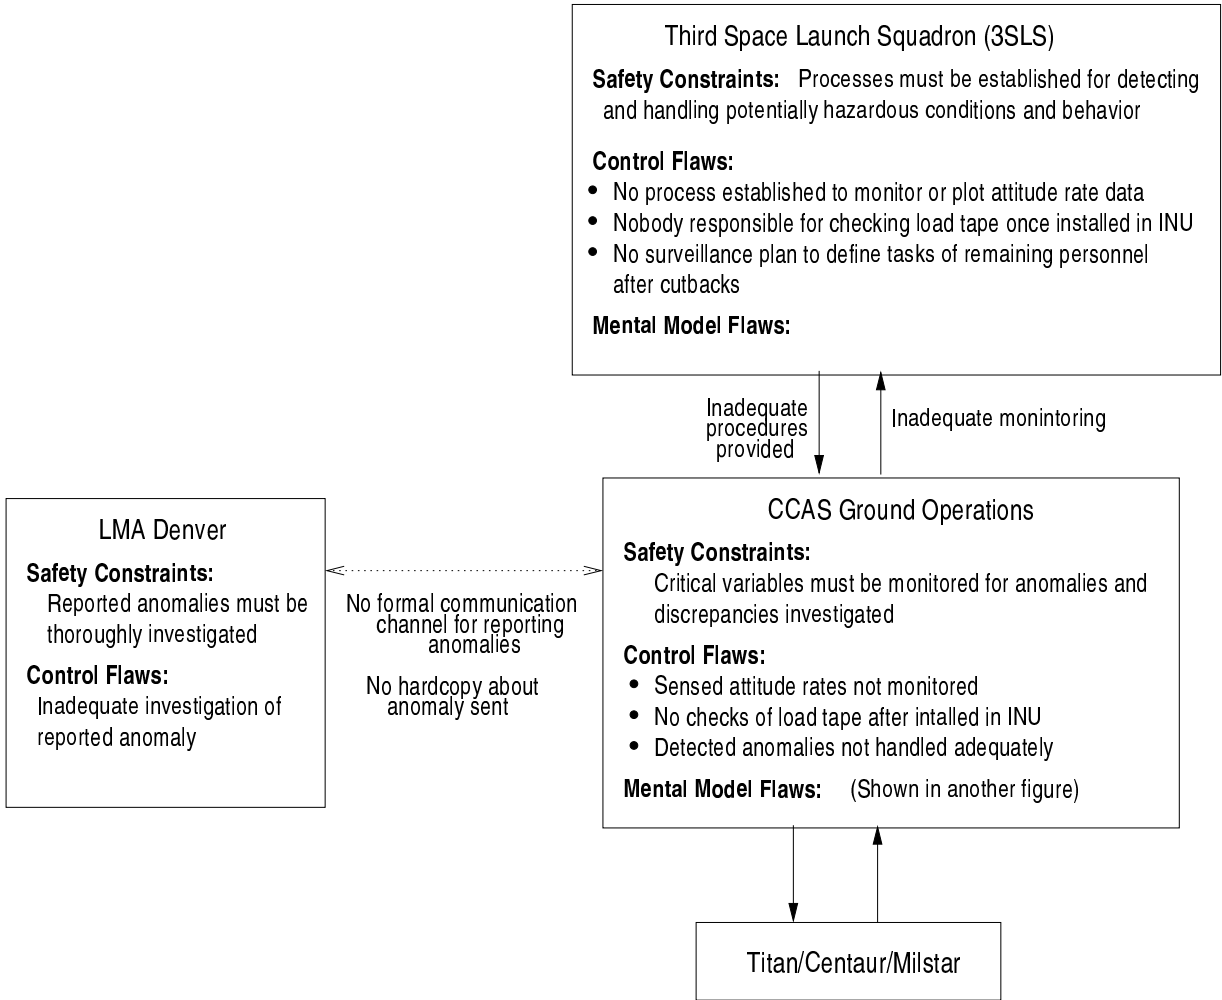 Third Space Launch Squadron (3SLS)
Safety Constraints: Processes must be established for detecting
and handling potentially hazardous conditions and behavior
Control Flaws:
• No process established to monitor or plot attitude rate data
• Nobody responsible for checking load tape once installed in INU
• No surveillance plan to define tasks of remaining personnel
after cutbacks
Mental Model Flaws:
Inadequate
procedures
provided
Inadequate monintoring
LMA Denver
Safety Constraints:
Reported anomalies must be
thoroughly investigated
Control Flaws:
Inadequate investigation of
reported anomaly
No formal communication
channel for reporting
anomalies
No hardcopy about
anomaly sent
CCAS Ground Operations
Safety Constraints:
Critical variables must be monitored for anomalies and
discrepancies investigated
Control Flaws:
• Sensed attitude rates not monitored
• No checks of load tape after intalled in INU
• Detected anomalies not handled adequately
Mental Model Flaws: (Shown in another figure)
Titan/Centaur/Milstar